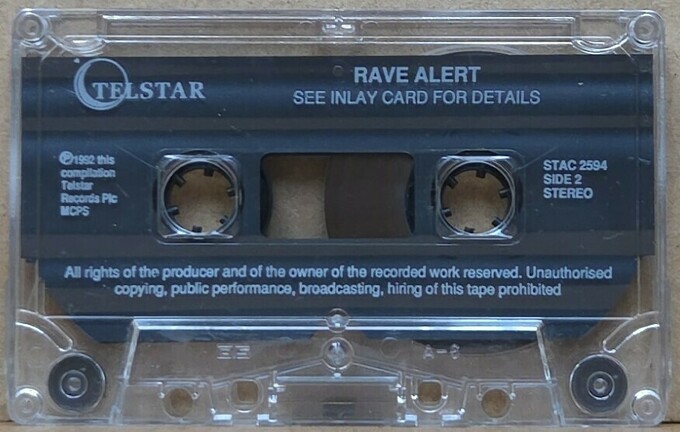 TELSTAR
RAVE ALERT
SEE INLAY CARD FOR DETAILS
℗1992 this
compilation
Telstar
Records Plc
MCPS
STAC 2594
SIDE 2
STEREO
All rights of the producer and of the owner of the recorded work reserved. Unauthorised
copying, public performance, broadcasting, hiring of this tape prohibited